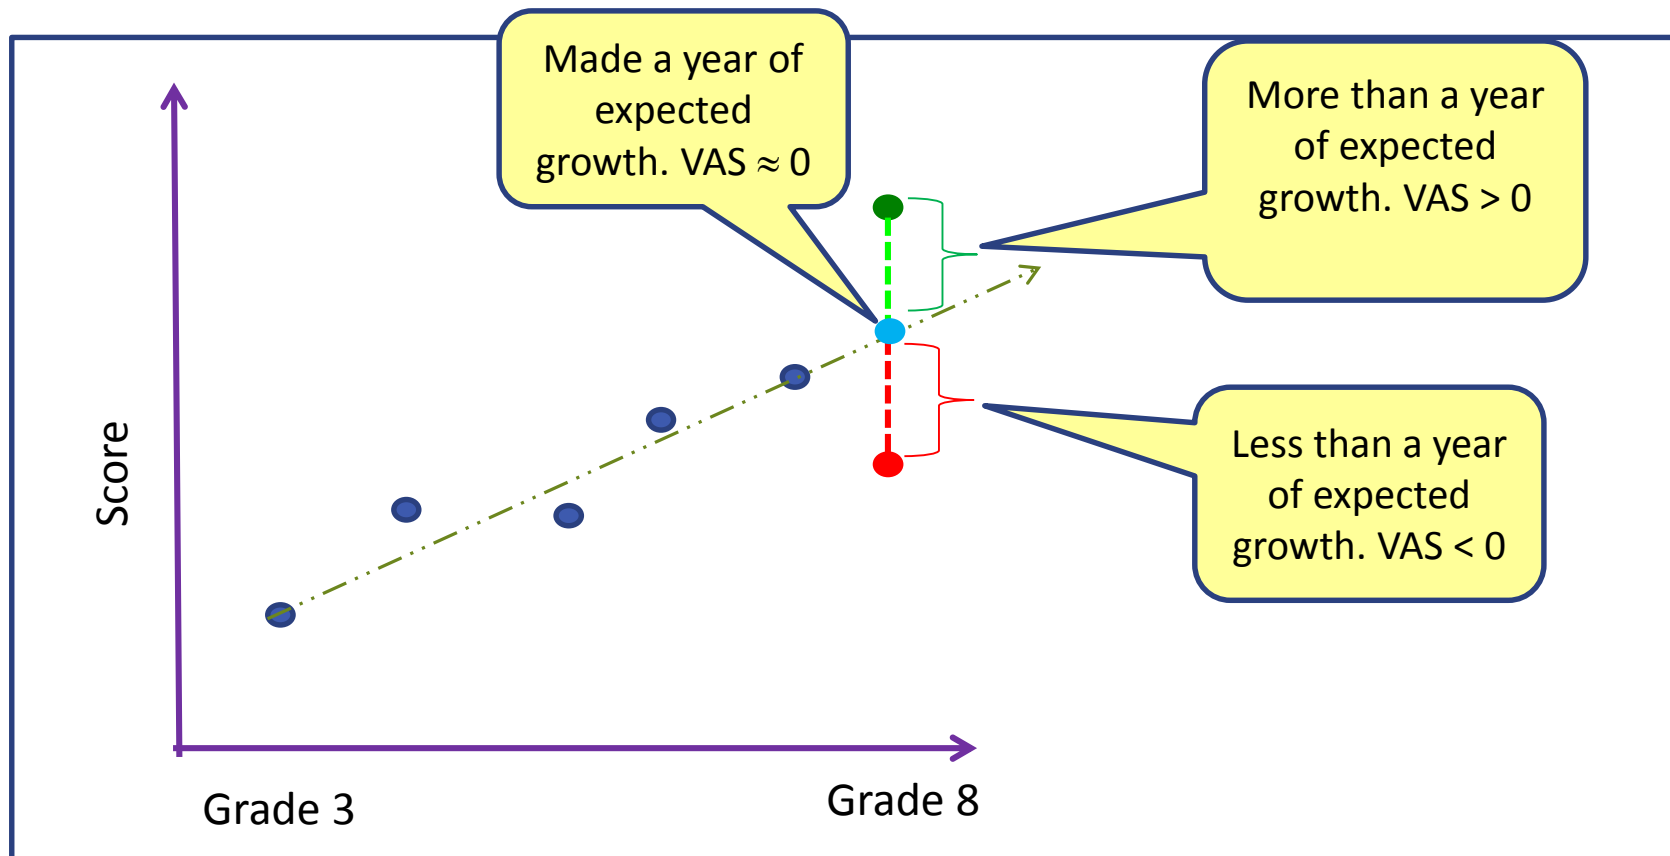 Made a year of
expected
growth. VAS ≈ 0
More than a year
of expected
growth. VAS > 0
Score
Less than a year
of expected
growth. VAS < 0
Grade 3
Grade 8